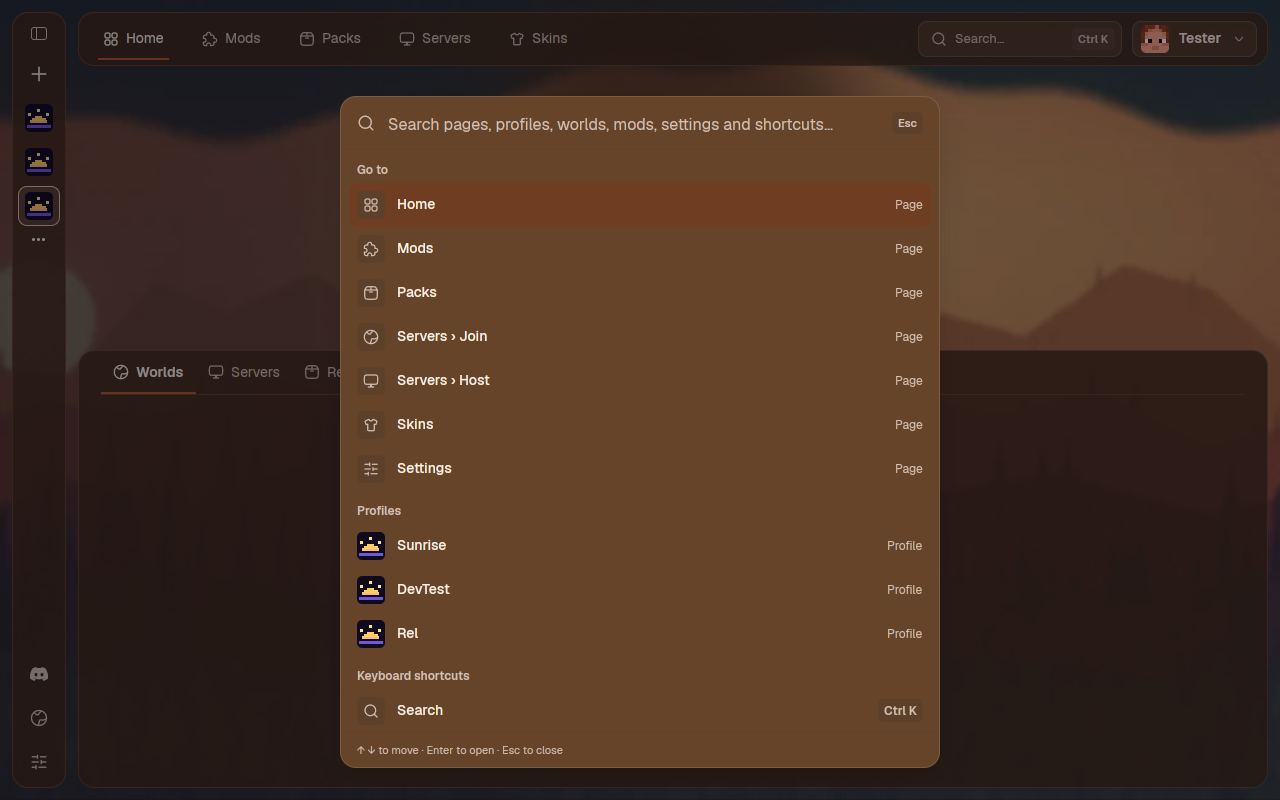 Home Mods Packs Servers Skins Search... Ctrl K Tester
Search pages, profiles, worlds, mods, settings and shortcuts... Esc
Go to
Home Page
Mods Page
Packs Page
Servers › Join Page
Servers › Host Page
Skins Page
Settings Page
Profiles
Sunrise Profile
DevTest Profile
Rel Profile
Keyboard shortcuts
Search Ctrl K
↑↓ to move · Enter to open · Esc to close
Worlds Servers Re